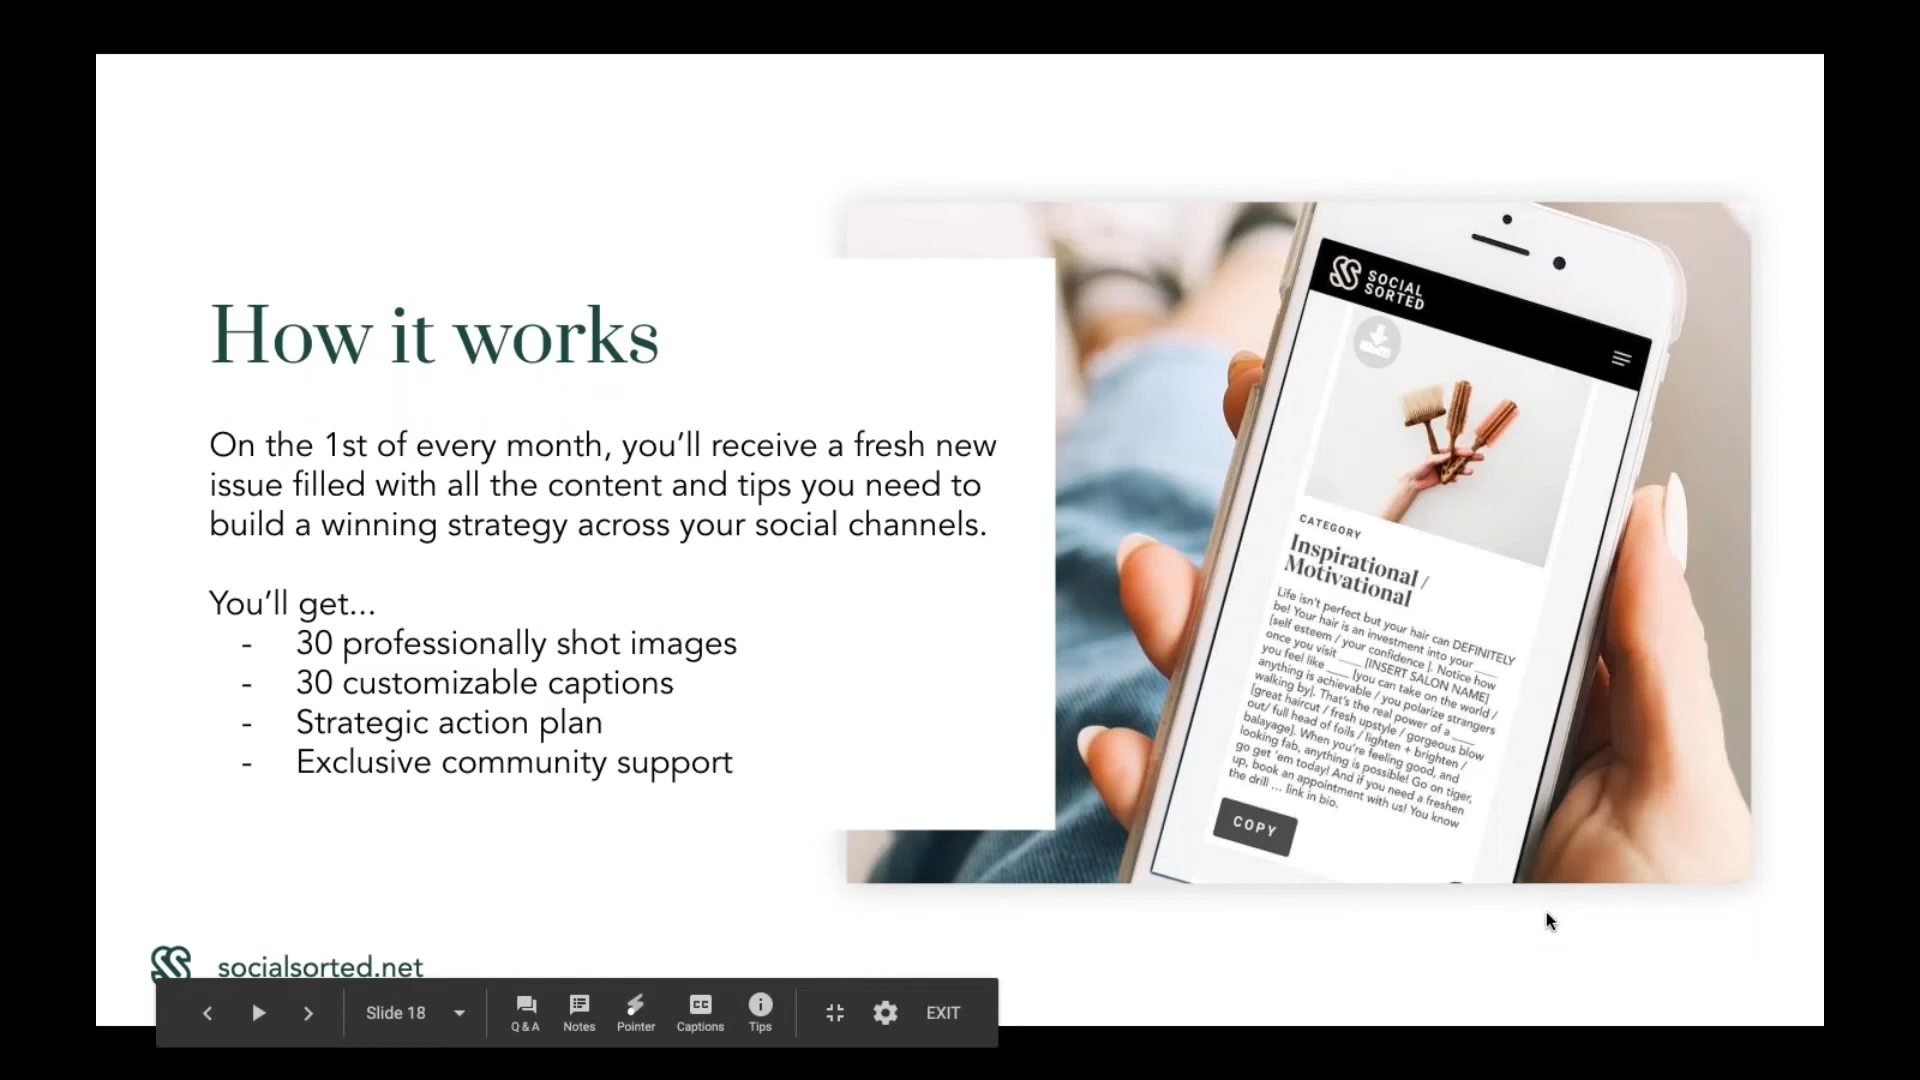 How it works
On the 1st of every month, you’ll receive a fresh new
issue filled with all the content and tips you need to
build a winning strategy across your social channels.
You’ll get...
- 30 professionally shot images
- 30 customizable captions
- Strategic action plan
- Exclusive community support
SOCIAL
SORTED
CATEGORY
Inspirational /
Motivational
Life isn’t perfect but your hair can DEFINITELY
be! Your hair is an investment into your ____
[self esteem / your confidence ]. Notice how
once you visit ____ [INSERT SALON NAME]
you feel like ____ [you can take on the world /
anything is achievable / you polarize strangers
walking by]. That’s the real power of a ____
[great haircut / fresh upstyle / gorgeous blow
out/ full head of foils / lighten + brighten /
balayage]. When you’re feeling good, and
looking fab, anything is possible! Go on tiger,
go get ’em today! And if you need a freshen
up, book an appointment with us! You know
the drill ... link in bio.
COPY
socialsorted.net
Slide 18
Q & A
Notes
Pointer
CC
Captions
Tips
EXIT